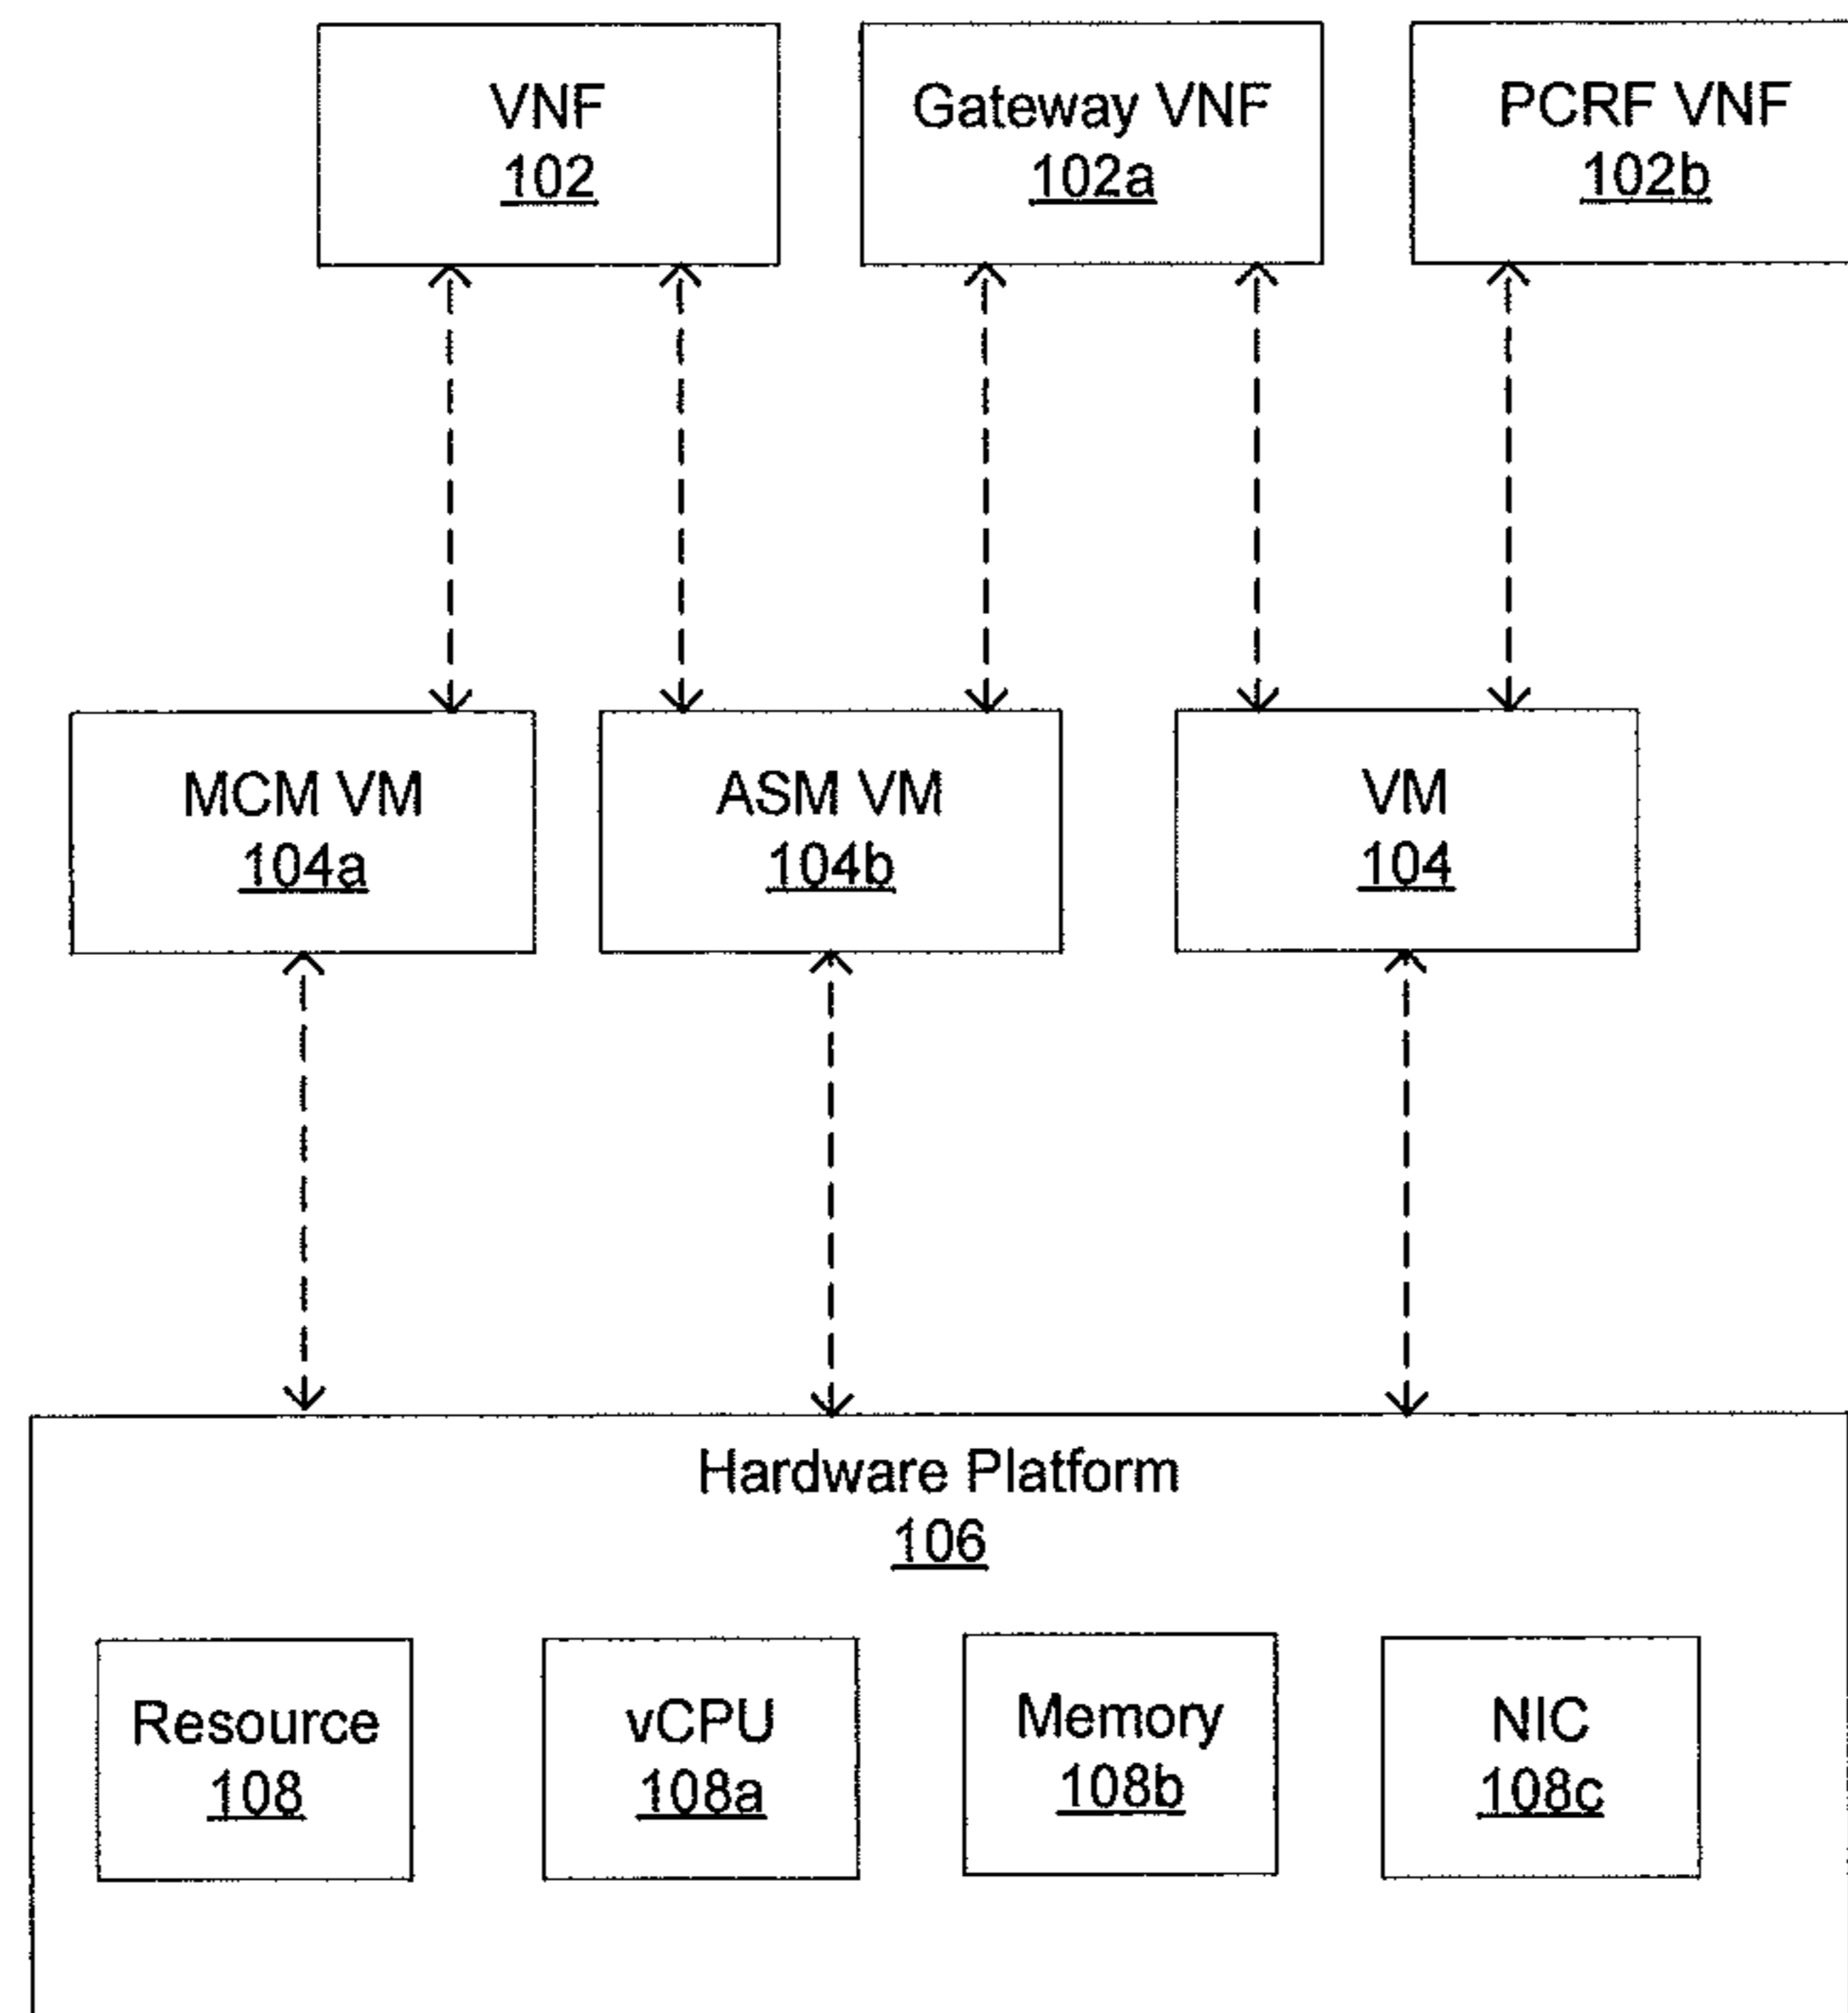 VNF
102
Gateway VNF
102a
PCRF VNF
102b
MCM VM
104a
ASM VM
104b
VM
104
Hardware Platform
106
Resource
108
vCPU
108a
Memory
108b
NIC
108c